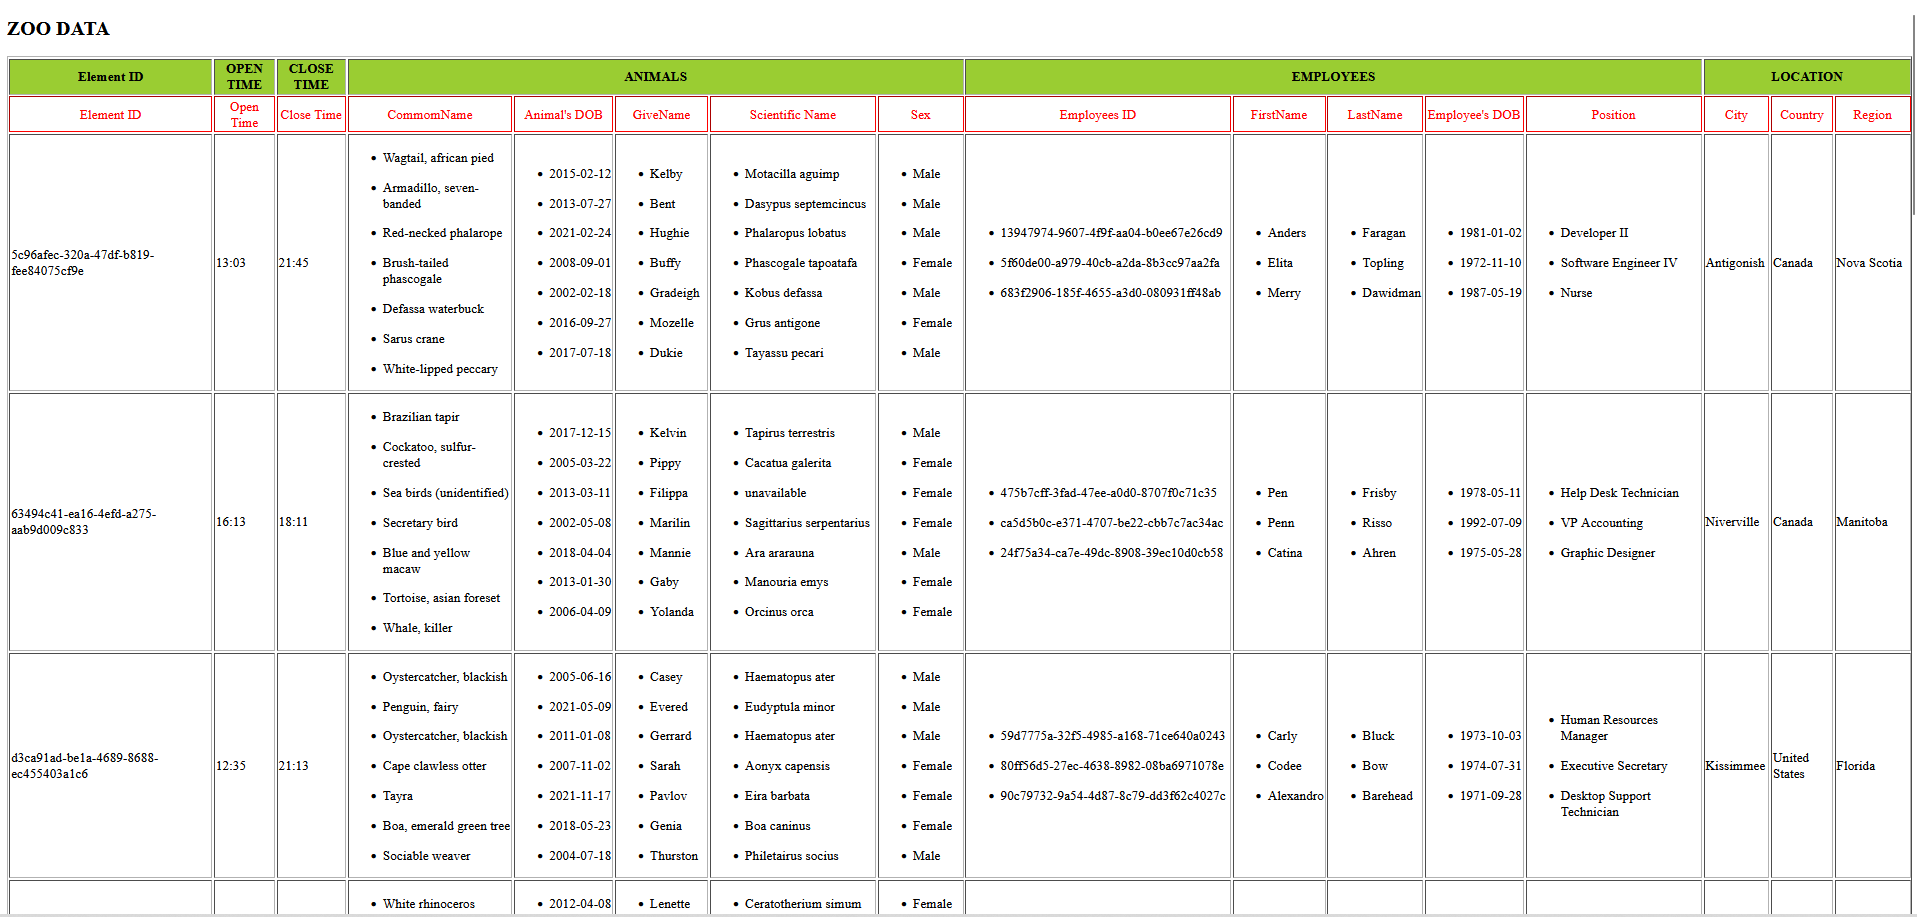 ZOO DATA
Element ID
OPEN
TIME
CLOSE
TIME
ANIMALS
EMPLOYEES
LOCATION
Element ID
Open
Time
Close Time
CommomName
Animal's DOB
GiveName
Scientific Name
Sex
Employees ID
FirstName
LastName
Employee's DOB
Position
City
Country
Region
5c96afec-320a-47df-b819-
fee84075cf9e
13:03
21:45
Wagtail, african pied
Armadillo, seven-
banded
Red-necked phalarope
Brush-tailed
phascogale
Defassa waterbuck
Sarus crane
White-lipped peccary
2015-02-12
2013-07-27
2021-02-24
2008-09-01
2002-02-18
2016-09-27
2017-07-18
Kelby
Bent
Hughie
Buffy
Gradeigh
Mozelle
Dukie
Motacilla aguimp
Dasypus septemcincus
Phalaropus lobatus
Phascogale tapoatafa
Kobus defassa
Grus antigone
Tayassu pecari
Male
Male
Male
Female
Male
Female
Male
13947974-9607-4f9f-aa04-b0ee67e26cd9
5f60de00-a979-40cb-a2da-8b3cc97aa2fa
683f2906-185f-4655-a3d0-080931ff48ab
Anders
Elita
Merry
Faragan
Topling
Dawidman
1981-01-02
1972-11-10
1987-05-19
Developer II
Software Engineer IV
Nurse
Antigonish
Canada
Nova Scotia
63494c41-ea16-4efd-a275-
aab9d009c833
16:13
18:11
Brazilian tapir
Cockatoo, sulfur-
crested
Sea birds (unidentified)
Secretary bird
Blue and yellow
macaw
Tortoise, asian foreset
Whale, killer
2017-12-15
2005-03-22
2013-03-11
2002-05-08
2018-04-04
2013-01-30
2006-04-09
Kelvin
Pippy
Filippa
Marilin
Mannie
Gaby
Yolanda
Tapirus terrestris
Cacatua galerita
unavailable
Sagittarius serpentarius
Ara ararauna
Manouria emys
Orcinus orca
Male
Female
Female
Female
Male
Female
Female
475b7cff-3fad-47ee-a0d0-8707f0c71c35
ca5d5b0c-e371-4707-be22-cbb7c7ac34ac
24f75a34-ca7e-49dc-8908-39ec10d0cb58
Pen
Penn
Catina
Frisby
Risso
Ahren
1978-05-11
1992-07-09
1975-05-28
Help Desk Technician
VP Accounting
Graphic Designer
Niverville
Canada
Manitoba
d3ca91ad-be1a-4689-8688-
ec455403a1c6
12:35
21:13
Oystercatcher, blackish
Penguin, fairy
Oystercatcher, blackish
Cape clawless otter
Tayra
Boa, emerald green tree
Sociable weaver
2005-06-16
2021-05-09
2011-01-08
2007-11-02
2021-11-17
2018-05-23
2004-07-18
Casey
Evered
Gerrard
Sarah
Pavlov
Genia
Thurston
Haematopus ater
Eudyptula minor
Haematopus ater
Aonyx capensis
Eira barbata
Boa caninus
Philetairus socius
Male
Male
Male
Female
Female
Female
Male
59d7775a-32f5-4985-a168-71ce640a0243
80ff56d5-27ec-4638-8982-08ba6971078e
90c79732-9a54-4d87-8c79-dd3f62c4027c
Carly
Codee
Alexandro
Bluck
Bow
Barehead
1973-10-03
1974-07-31
1971-09-28
Human Resources
Manager
Executive Secretary
Desktop Support
Technician
Kissimmee
United
States
Florida
White rhinoceros
2012-04-08
Lenette
Ceratotherium simum
Female